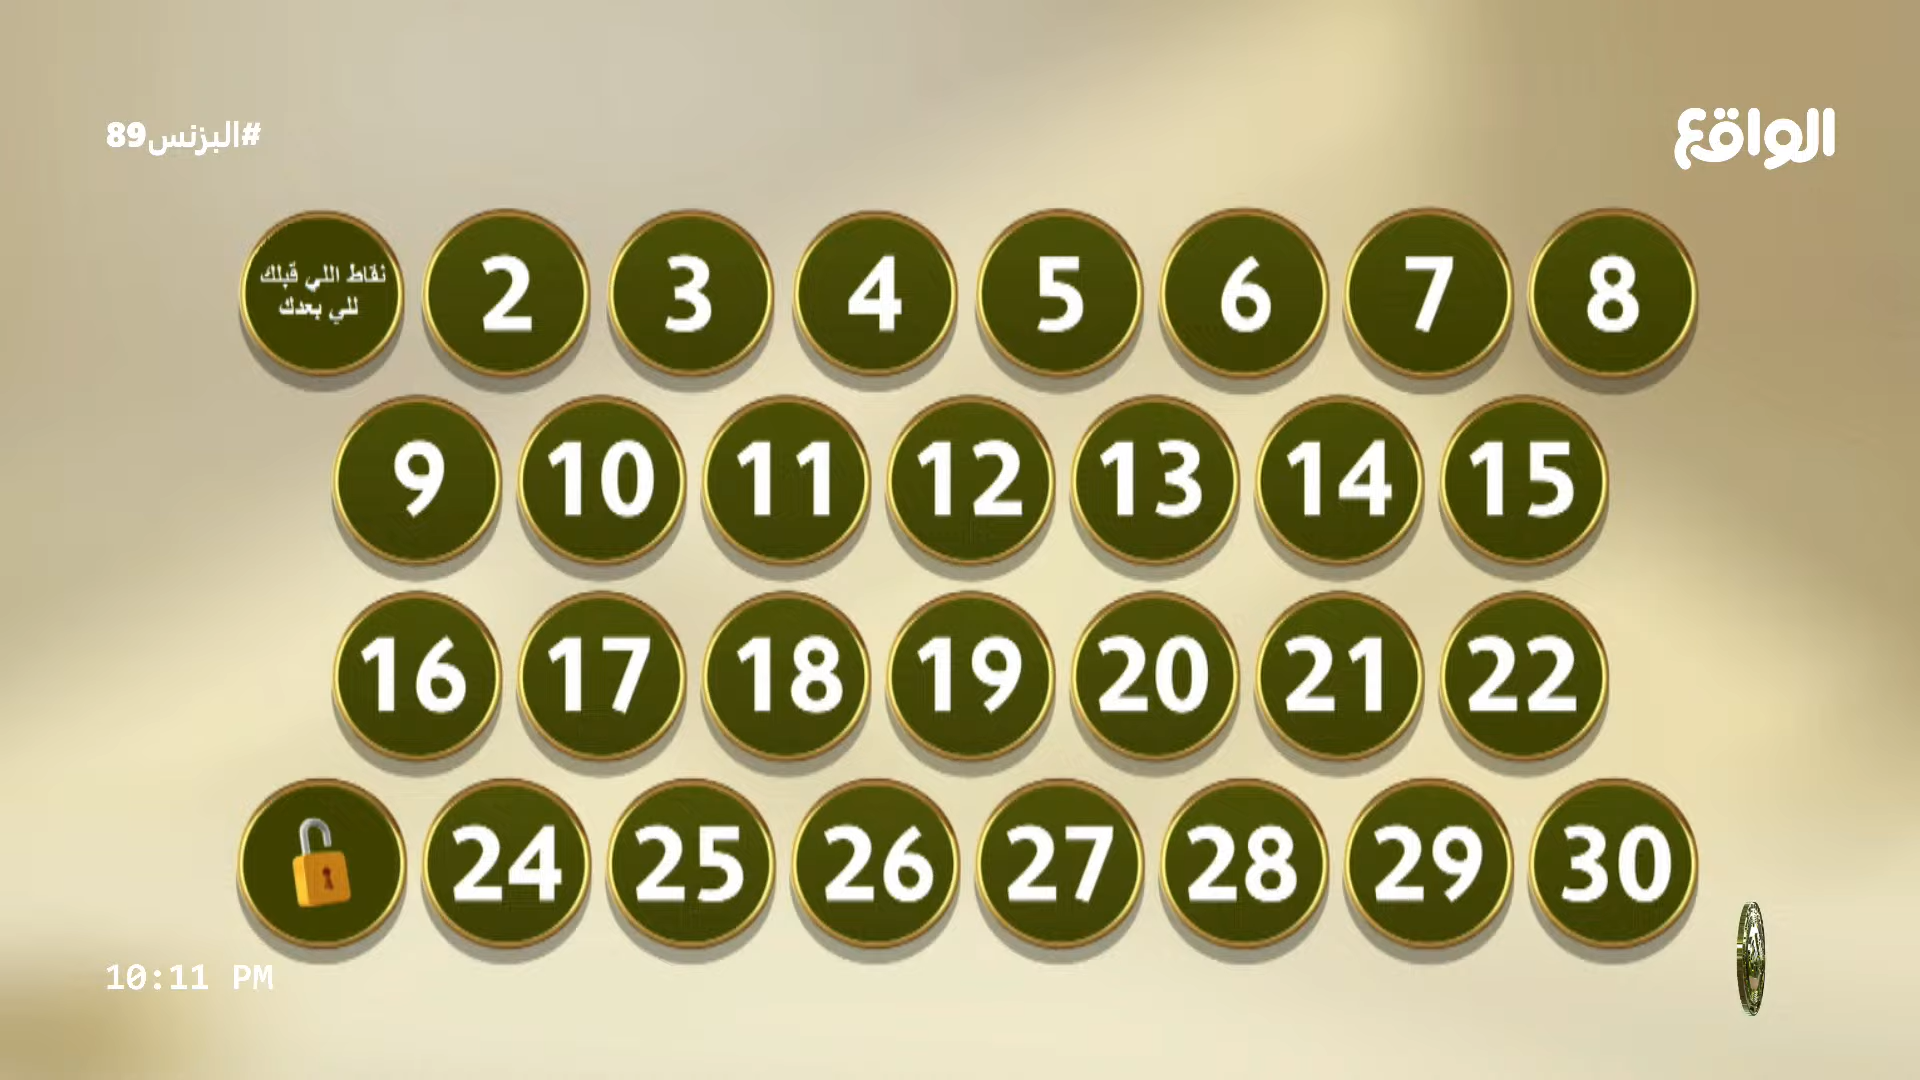 #البزنس89
الواقع
نقاط اللي قبلك
للي بعدك
2 3 4 5 6 7 8
9 10 11 12 13 14 15
16 17 18 19 20 21 22
24 25 26 27 28 29 30
10:11 PM